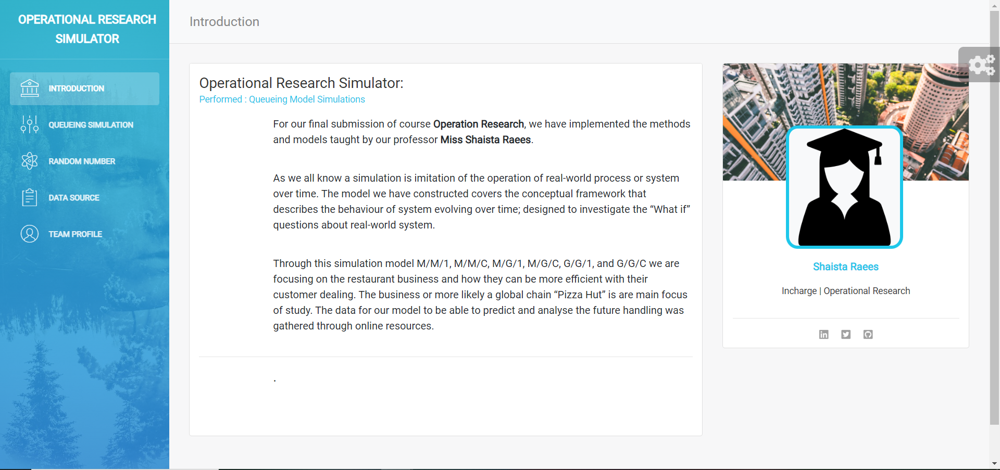 OPERATIONAL RESEARCH
SIMULATOR
INTRODUCTION
QUEUEING SIMULATION
RANDOM NUMBER
DATA SOURCE
TEAM PROFILE
Introduction
Operational Research Simulator:
Performed : Queueing Model Simulations
For our final submission of course Operation Research, we have implemented the methods
and models taught by our professor Miss Shaista Raees.
As we all know a simulation is imitation of the operation of real-world process or system
over time. The model we have constructed covers the conceptual framework that
describes the behaviour of system evolving over time; designed to investigate the “What if”
questions about real-world system.
Through this simulation model M/M/1, M/M/C, M/G/1, M/G/C, G/G/1, and G/G/C we are
focusing on the restaurant business and how they can be more efficient with their
customer dealing. The business or more likely a global chain “Pizza Hut” is are main focus
of study. The data for our model to be able to predict and analyse the future handling was
gathered through online resources.
.
Shaista Raees
Incharge | Operational Research